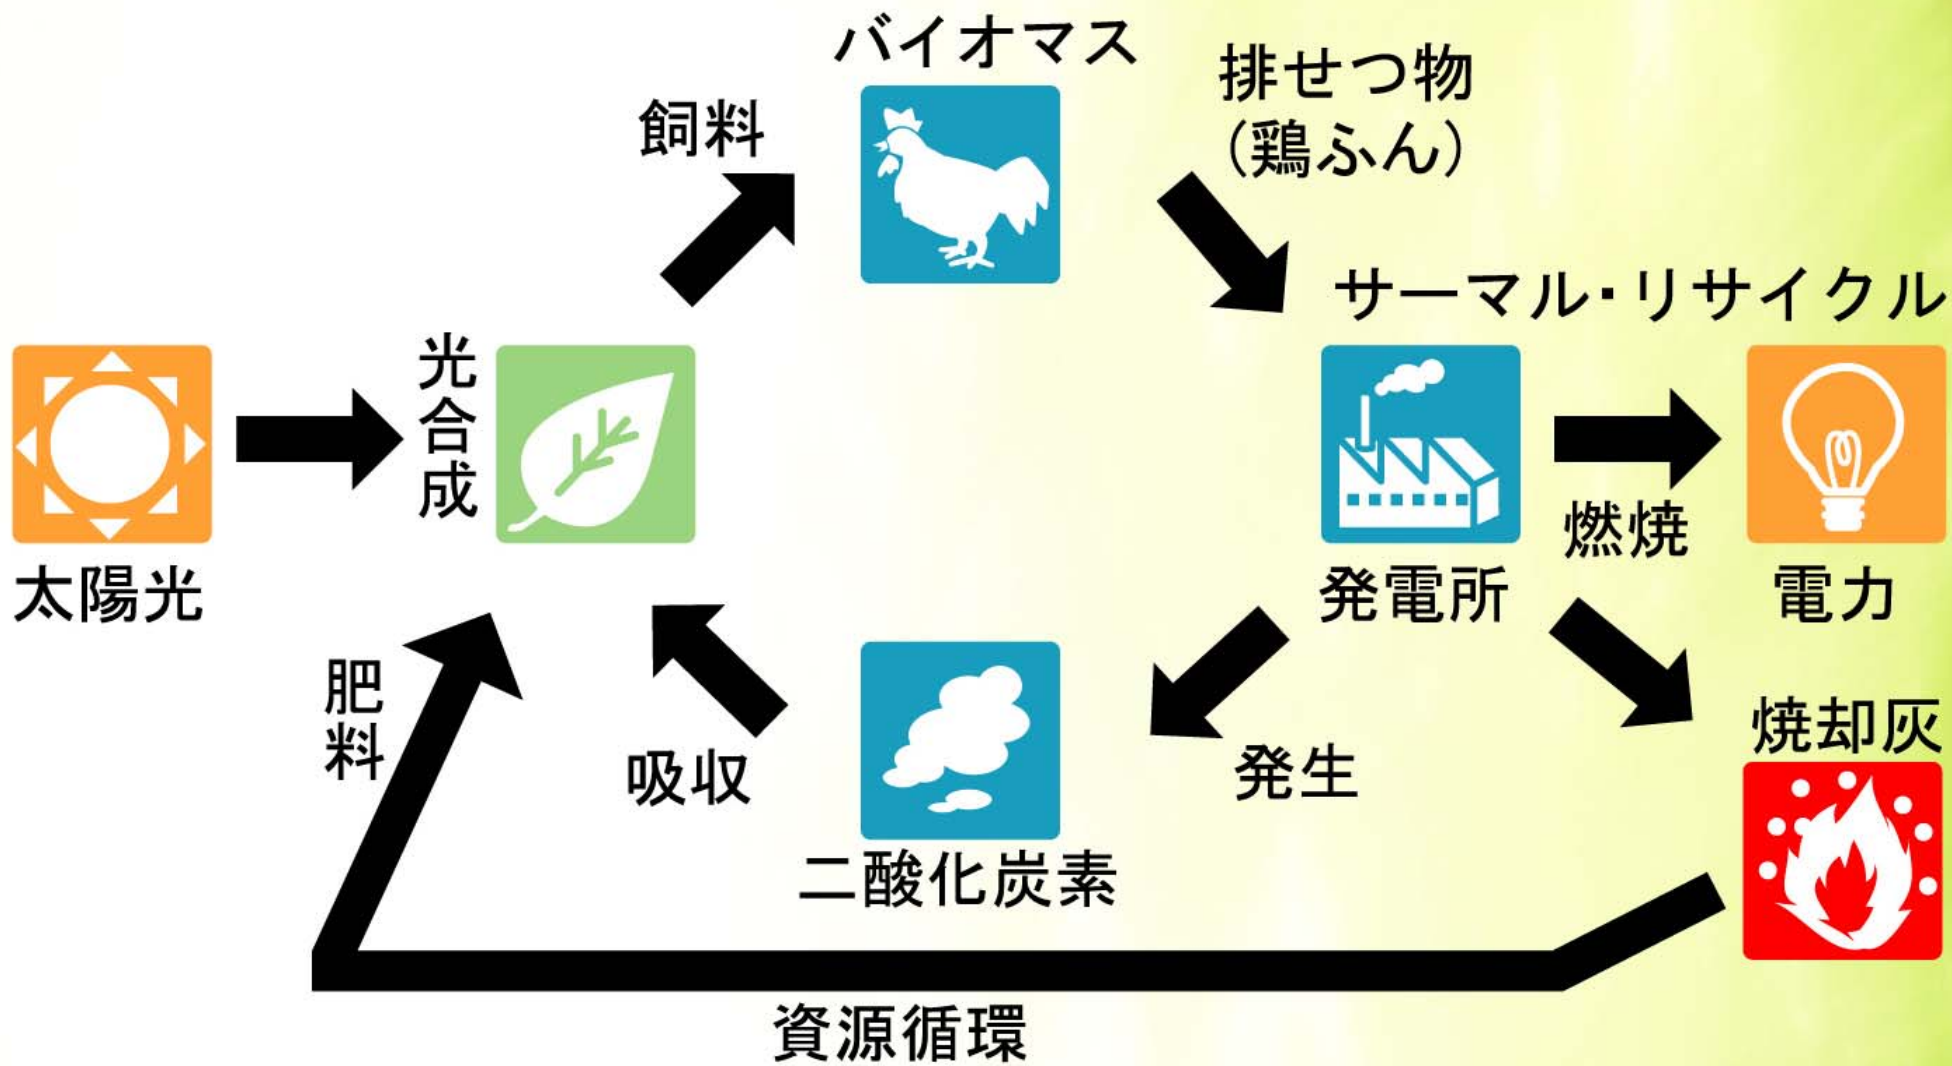 バイオマス
排せつ物
(鶏ふん)
飼料
サーマル・リサイクル
光合成
太陽光
燃焼
発電所
電力
肥料
吸収
発生
焼却灰
二酸化炭素
資源循環